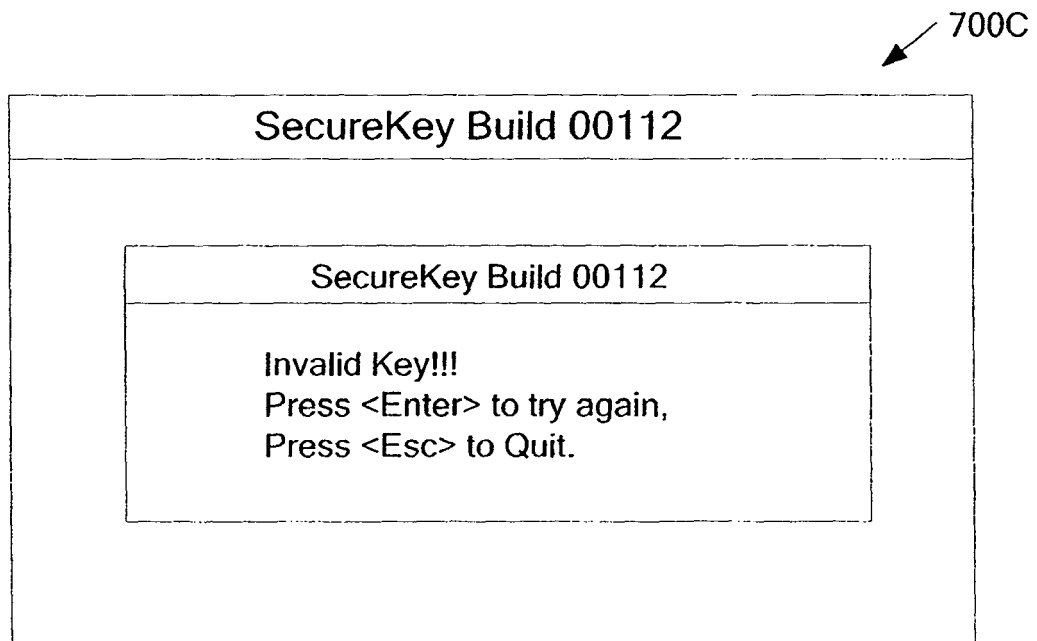 700C
SecureKey Build 00112
SecureKey Build 00112
Invalid Key!!!
Press <Enter> to try again,
Press <Esc> to Quit.